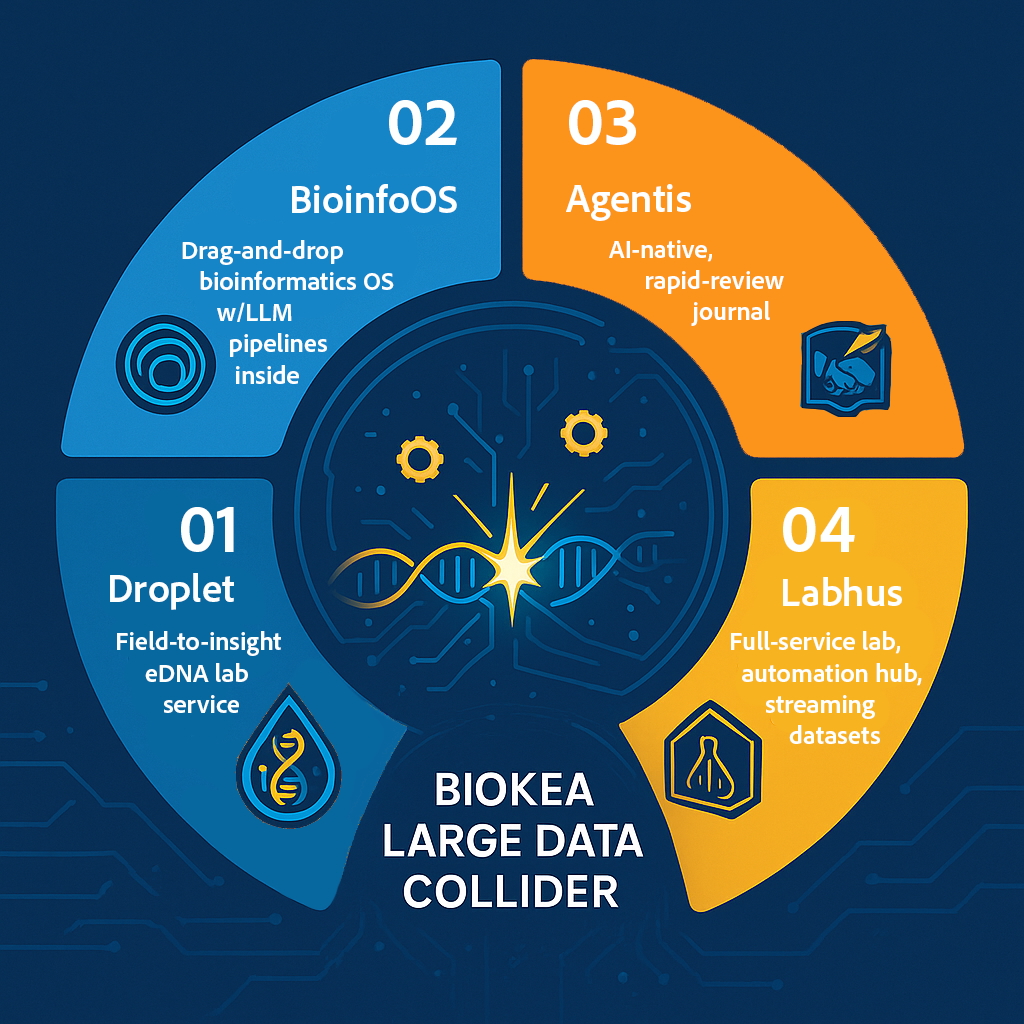 02
BioinfoOS
Drag-and-drop
bioinformatics OS
w/LLM
pipelines
inside
03
Agentis
AI-native,
rapid-review
journal
01
Droplet
Field-to-insight
eDNA lab
service
04
Labhus
Full-service lab,
automation hub,
streaming
datasets
BIOKEA
LARGE DATA
COLLIDER